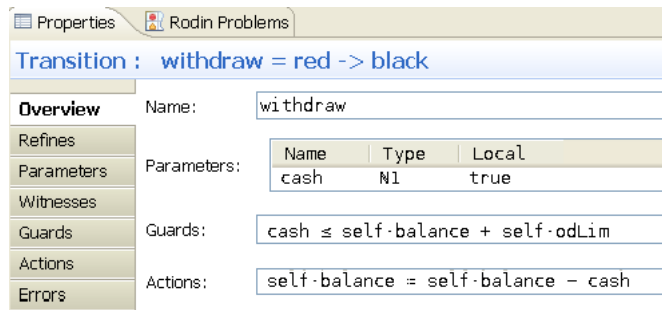 Properties Rodin Problems
Transition : withdraw = red -> black
Overview
Name: withdraw
Refines
Parameters
Parameters:
Name Type Local
cash ℕ1 true
Witnesses
Guards
Guards: cash ≤ self·balance + self·odLim
Actions
Actions: self·balance ≔ self·balance − cash
Errors